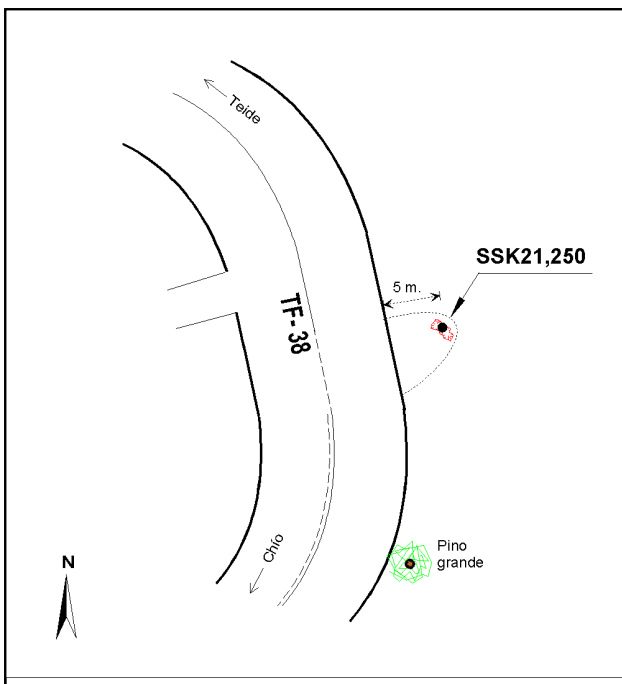 Teide
SSK21,250
5 m.
TF- 38
Pino
grande
Chío
N